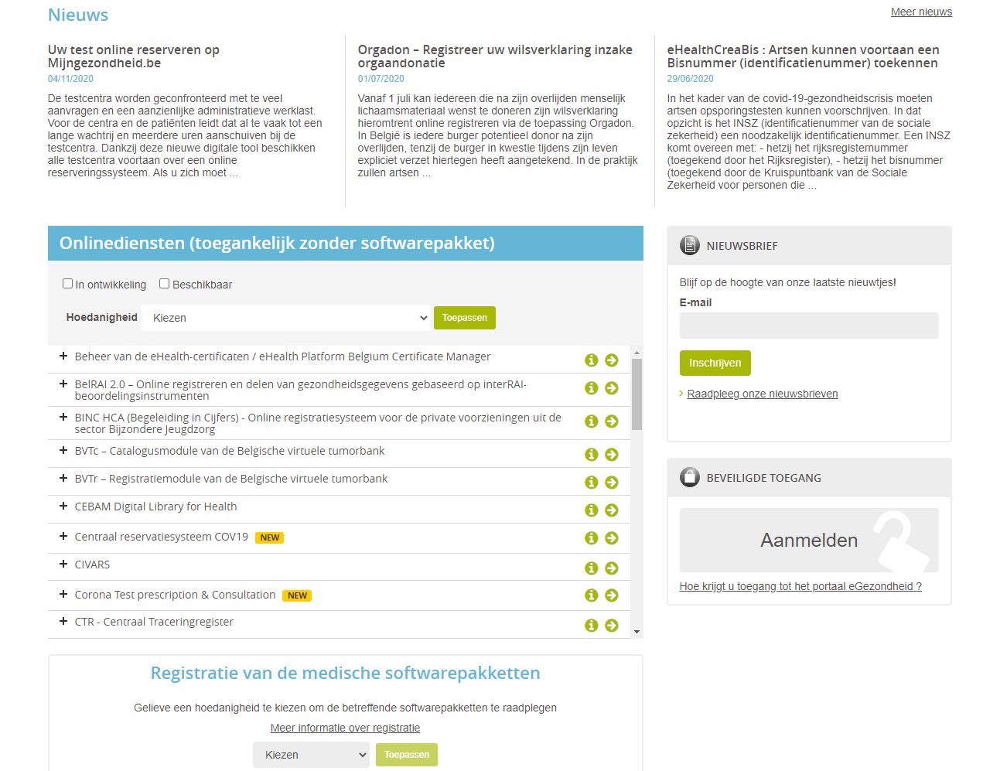 Nieuws
Meer nieuws
Uw test online reserveren op
Mijngezondheid.be
04/11/2020
De testcentra worden geconfronteerd met te veel
aanvragen en een aanzienlijke administratieve werklast.
Voor de centra en de patiënten leidt dat al te vaak tot een
lange wachtrij en meerdere uren aanschuiven bij de
testcentra. Dankzij deze nieuwe digitale tool beschikken
alle testcentra voortaan over een online
reserveringssysteem. Als u zich moet ...
Orgadon – Registreer uw wilsverklaring inzake
orgaandonatie
01/07/2020
Vanaf 1 juli kan iedereen die na zijn overlijden menselijk
lichaamsmateriaal wenst te doneren zijn wilsverklaring
hieromtrent online registreren via de toepassing Orgadon.
In België is iedere burger potentieel donor na zijn
overlijden, tenzij de burger in kwestie tijdens zijn leven
expliciet verzet hiertegen heeft aangetekend. In de praktijk
zullen artsen ...
eHealthCreaBis : Artsen kunnen voortaan een
Bisnummer (identificatienummer) toekennen
29/06/2020
In het kader van de covid-19-gezondheidscrisis moeten
artsen opsporingstesten kunnen voorschrijven. In dat
opzicht is het INSZ (identificatienummer van de sociale
zekerheid) een noodzakelijk identificatienummer. Een INSZ
komt overeen met: - hetzij het rijksregisternummer
(toegekend door het Rijksregister), - hetzij het bisnummer
(toegekend door de Kruispuntbank van de Sociale
Zekerheid voor personen die ...
Onlinediensten (toegankelijk zonder softwarepakket)
In ontwikkeling Beschikbaar
Hoedanigheid Kiezen Toepassen
Beheer van de eHealth-certificaten / eHealth Platform Belgium Certificate Manager
BelRAI 2.0 – Online registreren en delen van gezondheidsgegevens gebaseerd op interRAI-
beoordelingsinstrumenten
BINC HCA (Begeleiding in Cijfers) - Online registratiesysteem voor de private voorzieningen uit de
sector Bijzondere Jeugdzorg
BVTc – Catalogusmodule van de Belgische virtuele tumorbank
BVTr – Registratiemodule van de Belgische virtuele tumorbank
CEBAM Digital Library for Health
Centraal reservatiesysteem COV19 NEW
CIVARS
Corona Test prescription & Consultation NEW
CTR - Centraal Traceringregister
NIEUWSBRIEF
Blijf op de hoogte van onze laatste nieuwtjes!
E-mail
Inschrijven
Raadpleeg onze nieuwsbrieven
BEVEILIGDE TOEGANG
Aanmelden
Hoe krijgt u toegang tot het portaal eGezondheid ?
Registratie van de medische softwarepakketten
Gelieve een hoedanigheid te kiezen om de betreffende softwarepakketten te raadplegen
Meer informatie over registratie
Kiezen Toepassen